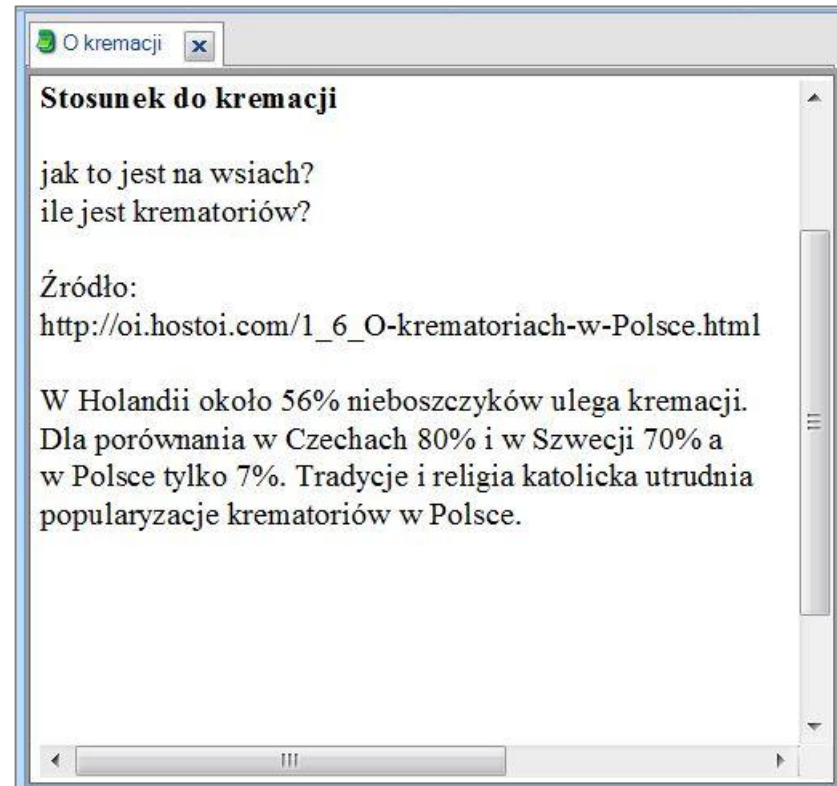 O kremacji
Stosunek do kremacji
jak to jest na wsiach?
ile jest krematoriów?
Źródło:
http://oi.hostoi.com/1_6_O-krematoriach-w-Polsce.html
W Holandii około 56% nieboszczyków ulega kremacji.
Dla porównania w Czechach 80% i w Szwecji 70% a
w Polsce tylko 7%. Tradycje i religia katolicka utrudnia
popularyzacje krematoriów w Polsce.